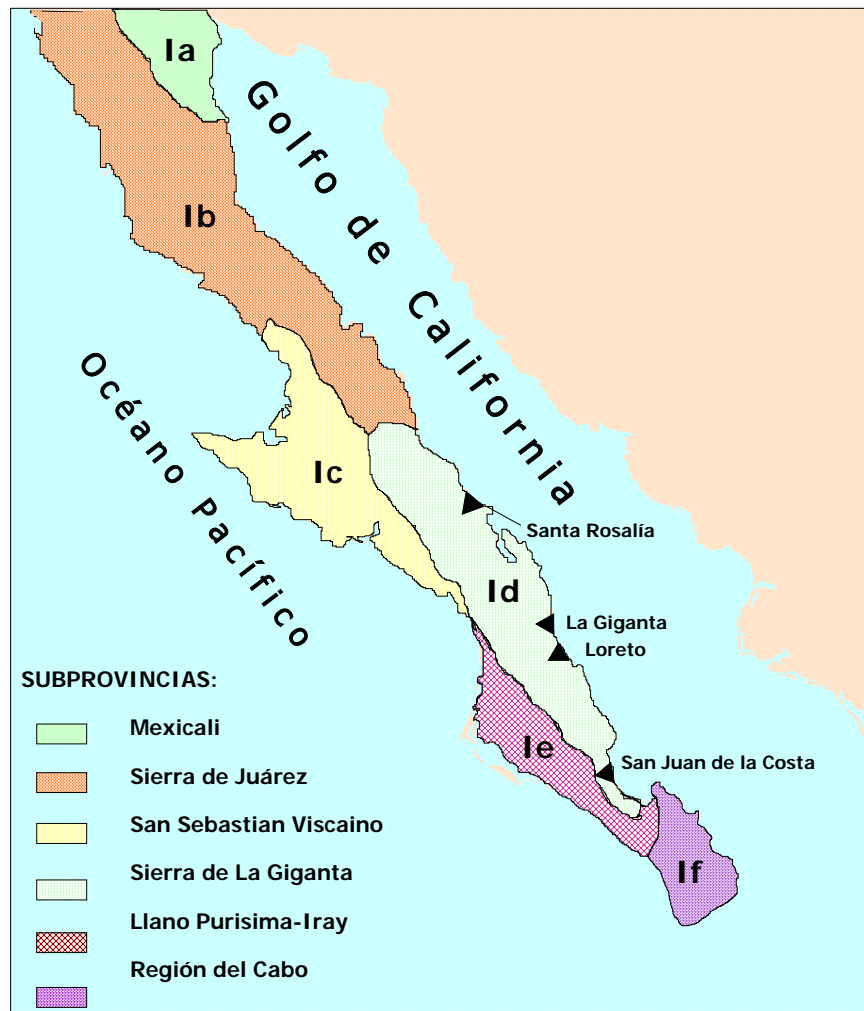 Ia
Golfo de California
Ib
Océano Pacífico
Ic
Santa Rosalía
Id
La Giganta
Loreto
SUBPROVINCIAS:
Mexicali
Ie
San Juan de la Costa
Sierra de Juárez
San Sebastian Viscaino
Sierra de La Giganta
If
Llano Purisima-Iray
Región del Cabo